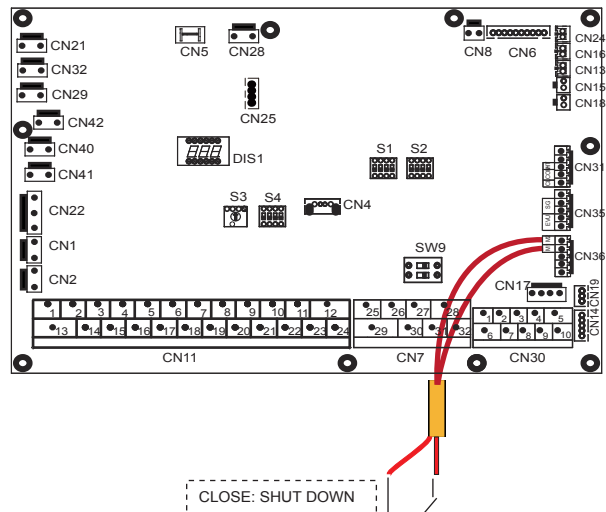 CN21
CN5
CN28
CN8
CN6
CN24
CN32
CN16
CN13
CN29
CN15
CN25
CN18
CN42
CN40
DIS1
S1
S2
CN31
CN41
S3
S4
CN4
SG
CN35
EVU
CN22
CN36
CN1
SW9
CN17
CN19
CN2
CN14
1 2 3 4 5 6 7 8 9 10 11 12
25 26 27 28
1 2 3 4 5
13 14 15 16 17 18 19 20 21 22 23 24
29 30 31 32
6 7 8 9 10
CN11
CN7
CN30
CLOSE: SHUT DOWN